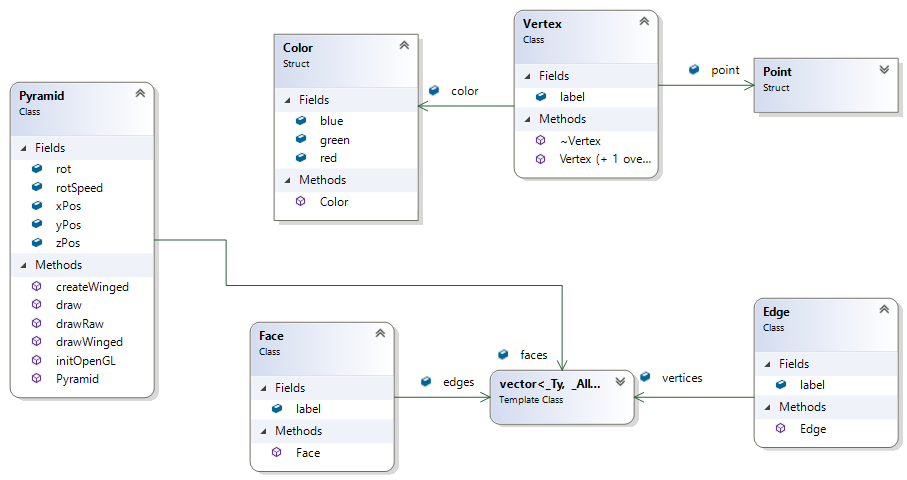 Pyramid
Class
Fields
rot
rotSpeed
xPos
yPos
zPos
Methods
createWinged
draw
drawRaw
drawWinged
initOpenGL
Pyramid
Color
Struct
Fields
blue
green
red
Methods
Color
color
Vertex
Class
Fields
label
Methods
~Vertex
Vertex (+ 1 ove...
point
Point
Struct
Face
Class
Fields
label
Methods
Face
edges
faces
vector<_Ty, _All...
Template Class
vertices
Edge
Class
Fields
label
Methods
Edge